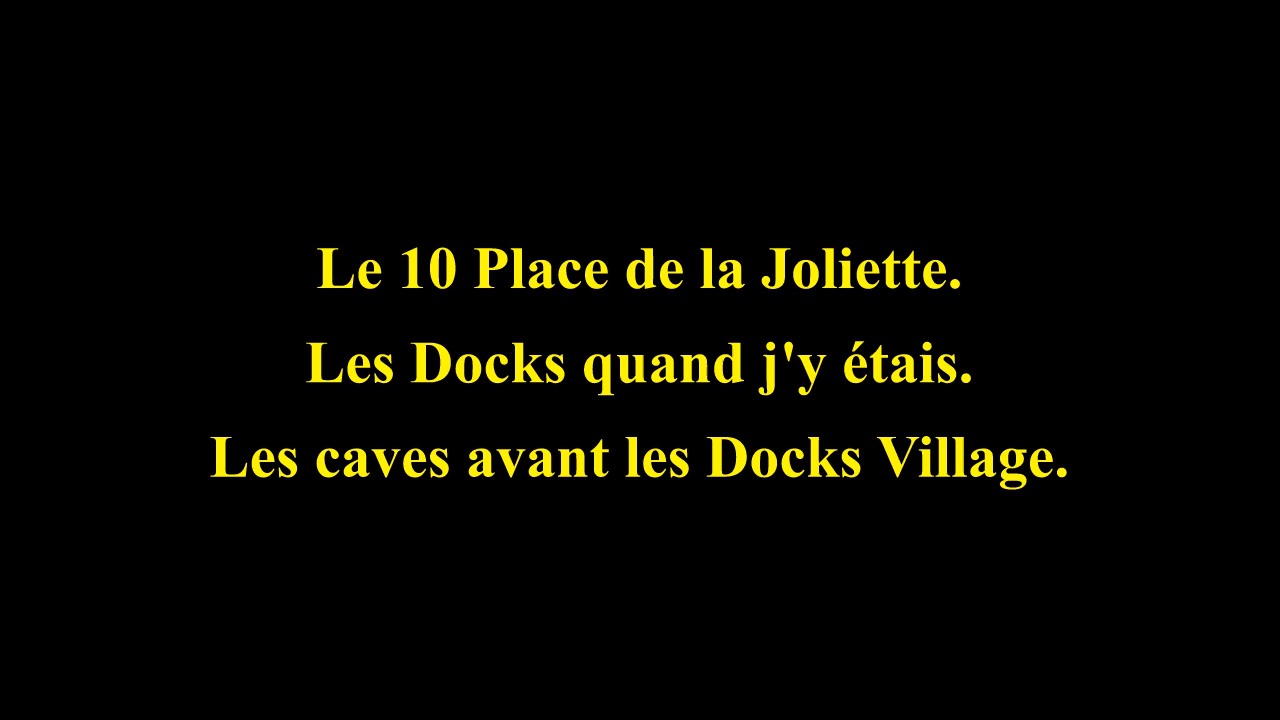 Le 10 Place de la Joliette.
Les Docks quand j'y étais.
Les caves avant les Docks Village.